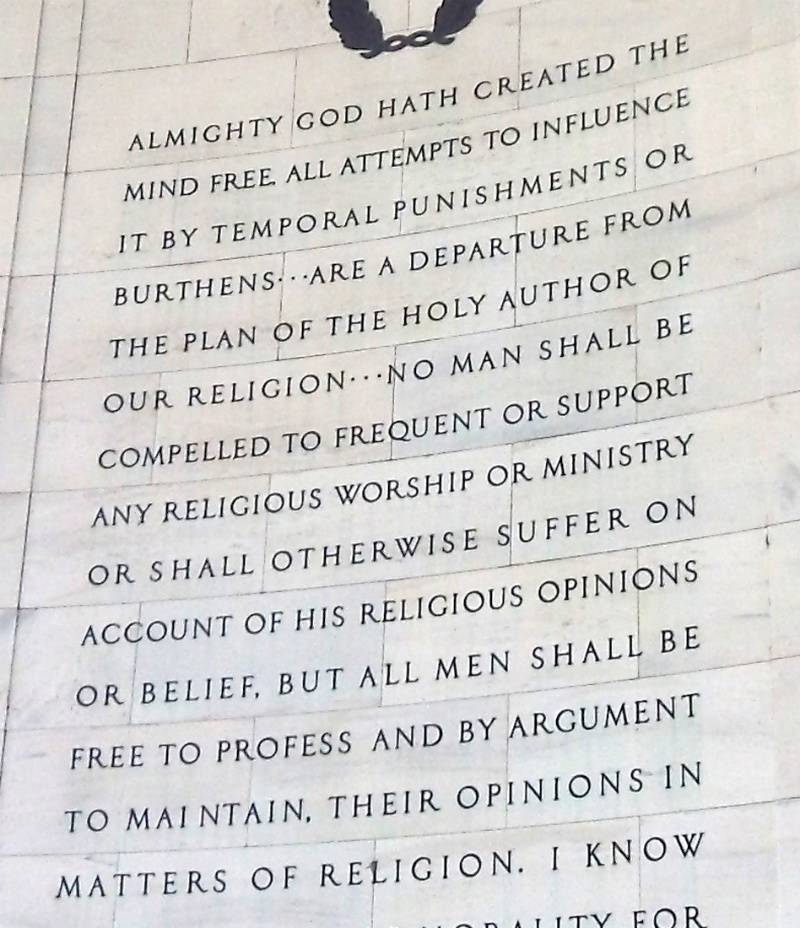 ALMIGHTY GOD HATH CREATED THE
MIND FREE. ALL ATTEMPTS TO INFLUENCE
IT BY TEMPORAL PUNISHMENTS OR
BURTHENS···ARE A DEPARTURE FROM
THE PLAN OF THE HOLY AUTHOR OF
OUR RELIGION···NO MAN SHALL BE
COMPELLED TO FREQUENT OR SUPPORT
ANY RELIGIOUS WORSHIP OR MINISTRY
OR SHALL OTHERWISE SUFFER ON
ACCOUNT OF HIS RELIGIOUS OPINIONS
OR BELIEF, BUT ALL MEN SHALL BE
FREE TO PROFESS AND BY ARGUMENT
TO MAINTAIN, THEIR OPINIONS IN
MATTERS OF RELIGION. I KNOW
MORALITY FOR